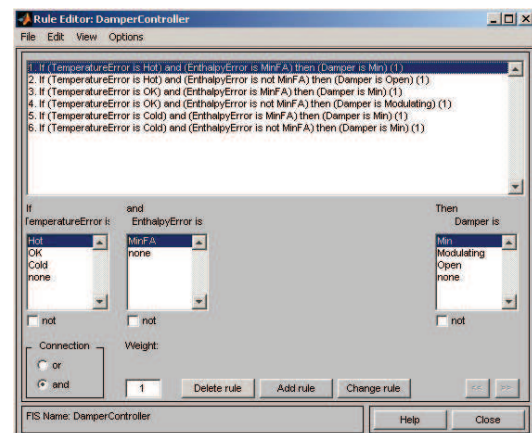 Rule Editor: DamperController
File Edit View Options
1. If (TemperatureError is Hot) and (EnthalpyError is MinFA) then (Damper is Min) (1)
2. If (TemperatureError is Hot) and (EnthalpyError is not MinFA) then (Damper is Open) (1)
3. If (TemperatureError is OK) and (EnthalpyError is MinFA) then (Damper is Min) (1)
4. If (TemperatureError is OK) and (EnthalpyError is not MinFA) then (Damper is Modulating) (1)
5. If (TemperatureError is Cold) and (EnthalpyError is MinFA) then (Damper is Min) (1)
6. If (TemperatureError is Cold) and (EnthalpyError is not MinFA) then (Damper is Min) (1)
If and Then
TemperatureError is EnthalpyError is Damper is
Hot MinFA Min
OK none Modulating
Cold Open
none none
not not not
Connection Weight:
or
and 1 Delete rule Add rule Change rule << >>
FIS Name: DamperController Help Close